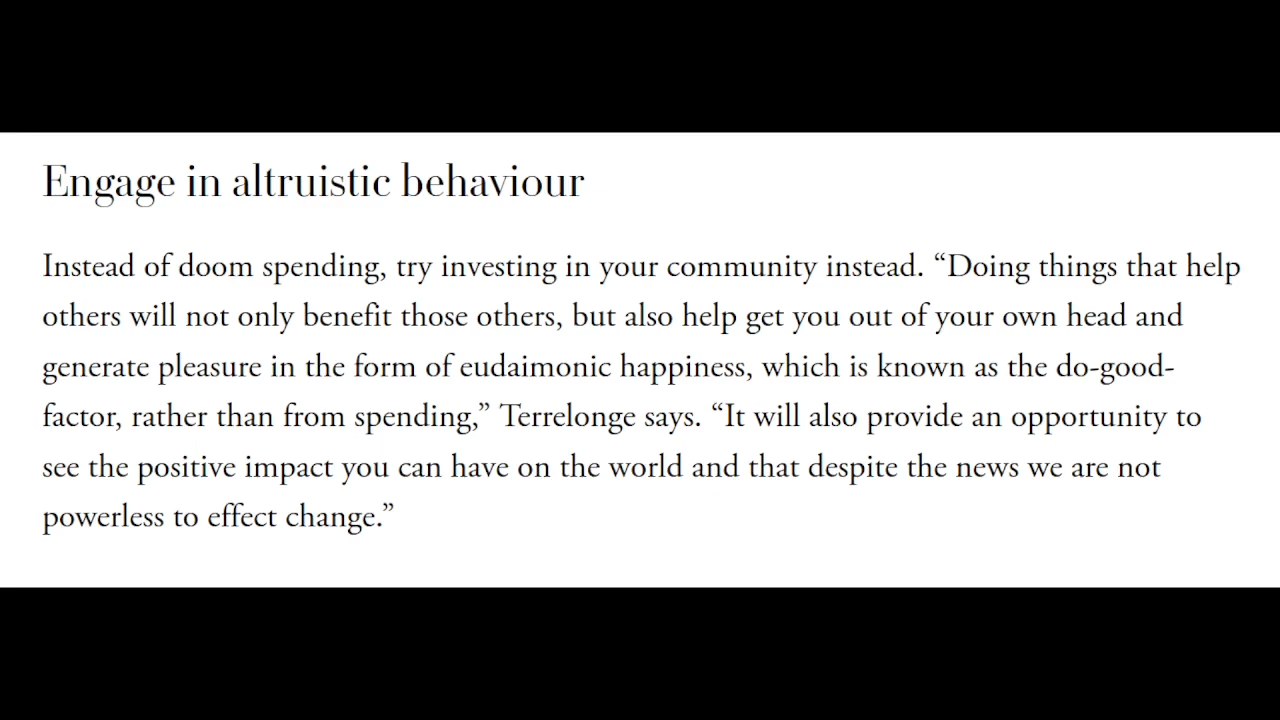 Engage in altruistic behaviour
Instead of doom spending, try investing in your community instead. “Doing things that help
others will not only benefit those others, but also help get you out of your own head and
generate pleasure in the form of eudaimonic happiness, which is known as the do-good-
factor, rather than from spending,” Terrelonge says. “It will also provide an opportunity to
see the positive impact you can have on the world and that despite the news we are not
powerless to effect change.”